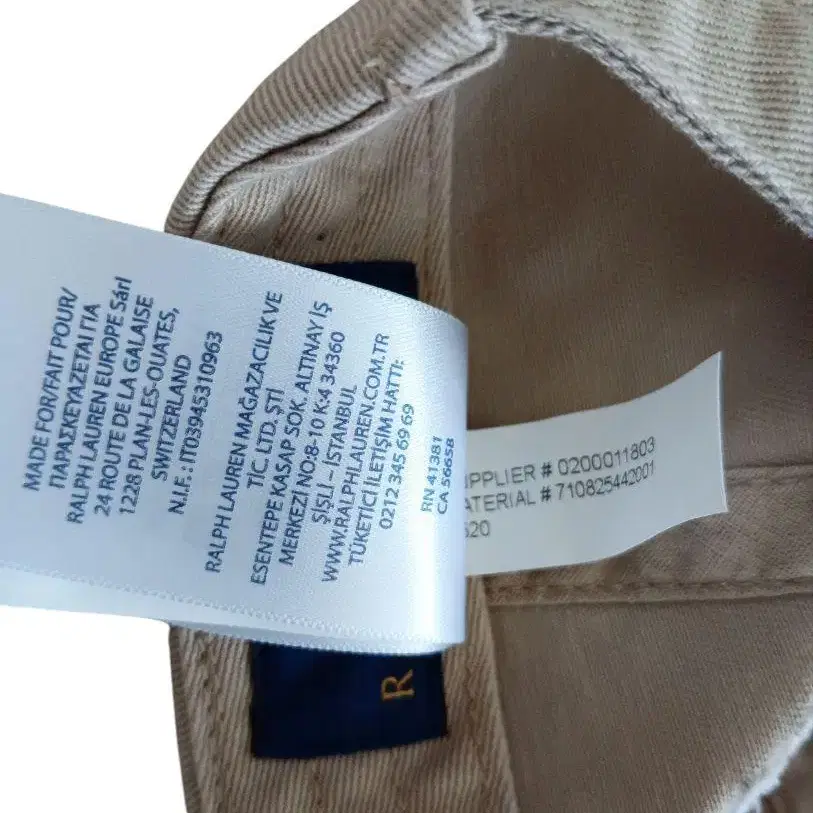 MADE FOR/FAIT POUR/
ΠΑΡΑΣΚΕΥΑΖΕΤΑΙ ΓΙΑ
RALPH LAUREN EUROPE Sárl
24 ROUTE DE LA GALAISE
1228 PLAN-LES-OUATES,
SWITZERLAND
N.I.F. : IT03945310963
RALPH LAUREN MAĞAZACILIK VE
TİC. LTD. ŞTİ
ESENTEPE KASAP SOK. ALTINAY İŞ
MERKEZİ NO:8-10 K:4 34360
ŞİŞLİ – İSTANBUL
WWW.RALPHLAUREN.COM.TR
TÜKETİCİ İLETİŞİM HATTI:
0212 345 69 69
RN 41381
CA 56658
UPPLIER # 0200011803
ATERIAL # 710825442001
R